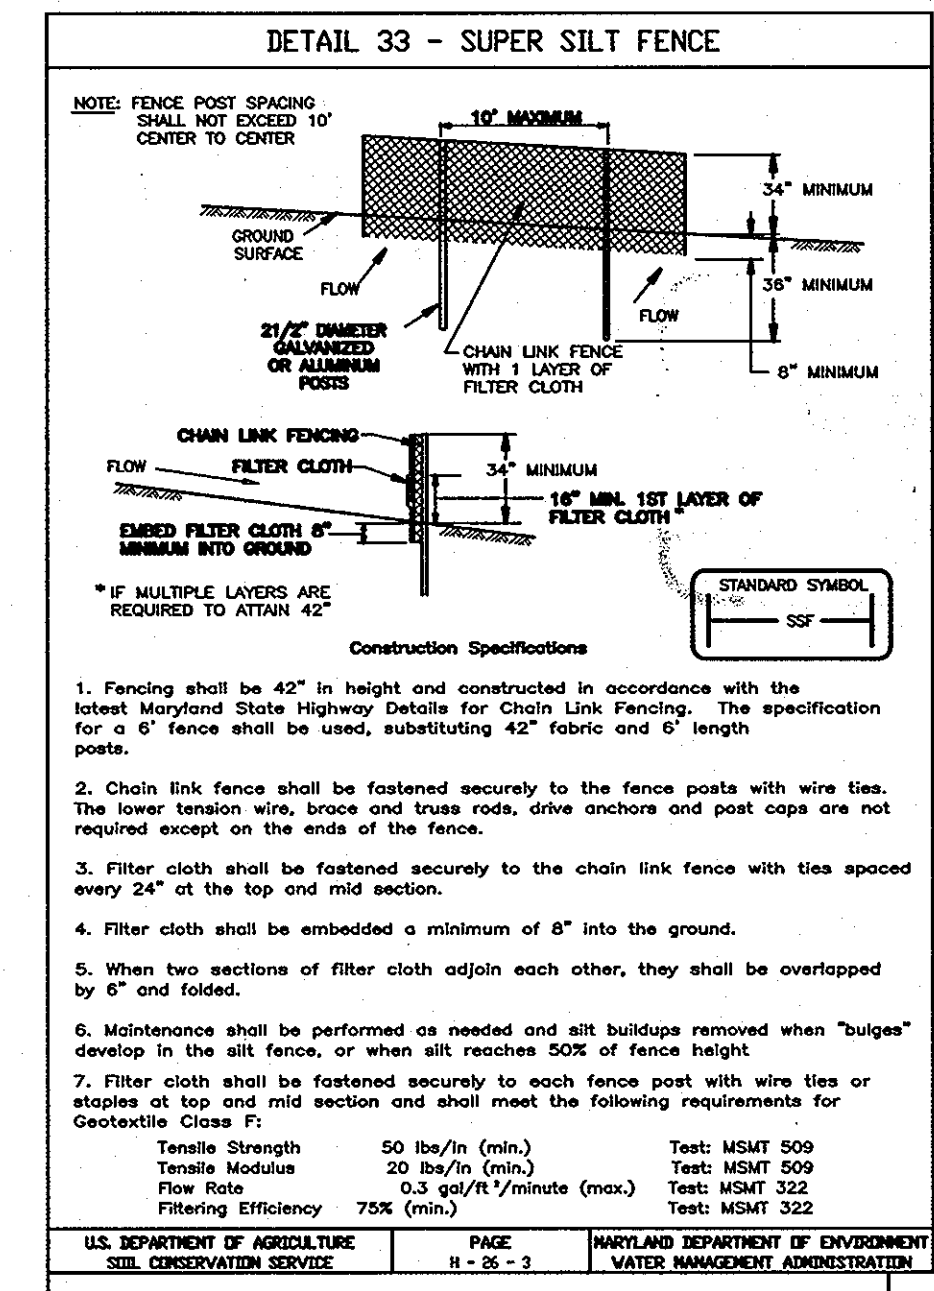 DETAIL 33 - SUPER SILT FENCE
NOTE: FENCE POST SPACING
SHALL NOT EXCEED 10'
CENTER TO CENTER
10' MAXIMUM
34" MINIMUM
GROUND
SURFACE
FLOW
36" MINIMUM
FLOW
21/2" DIAMETER
GALVANIZED
OR ALUMINUM
POSTS
CHAIN LINK FENCE
WITH 1 LAYER OF
FILTER CLOTH
8" MINIMUM
CHAIN LINK FENCING
FLOW
FILTER CLOTH
34" MINIMUM
16" MIN. 1ST LAYER OF
FILTER CLOTH *
EMBED FILTER CLOTH 8"
MINIMUM INTO GROUND
* IF MULTIPLE LAYERS ARE
REQUIRED TO ATTAIN 42"
STANDARD SYMBOL
SSF
Construction Specifications
1. Fencing shall be 42" in height and constructed in accordance with the
latest Maryland State Highway Details for Chain Link Fencing. The specification
for a 6' fence shall be used, substituting 42" fabric and 6' length
posts.
2. Chain link fence shall be fastened securely to the fence posts with wire ties.
The lower tension wire, brace and truss rods, drive anchors and post caps are not
required except on the ends of the fence.
3. Filter cloth shall be fastened securely to the chain link fence with ties spaced
every 24" at the top and mid section.
4. Filter cloth shall be embedded a minimum of 8" into the ground.
5. When two sections of filter cloth adjoin each other, they shall be overlapped
by 6" and folded.
6. Maintenance shall be performed as needed and silt buildups removed when "bulges"
develop in the silt fence, or when silt reaches 50% of fence height
7. Filter cloth shall be fastened securely to each fence post with wire ties or
staples at top and mid section and shall meet the following requirements for
Geotextile Class F:
Tensile Strength 50 lbs/in (min.) Test: MSMT 509
Tensile Modulus 20 lbs/in (min.) Test: MSMT 509
Flow Rate 0.3 gal/ft²/minute (max.) Test: MSMT 322
Filtering Efficiency 75% (min.) Test: MSMT 322
U.S. DEPARTMENT OF AGRICULTURE
SOIL CONSERVATION SERVICE
PAGE
H - 26 - 3
MARYLAND DEPARTMENT OF ENVIRONMENT
WATER MANAGEMENT ADMINISTRATION